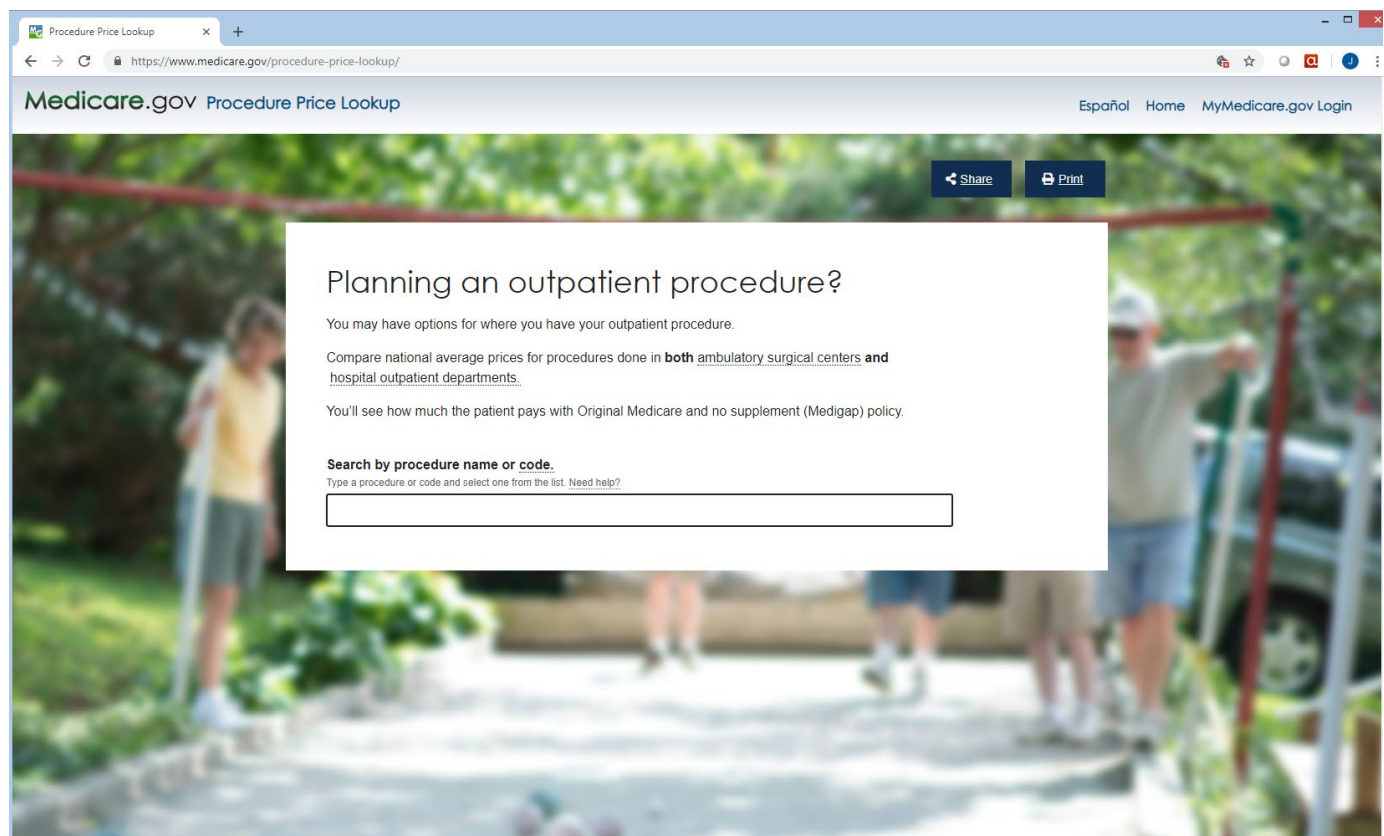 Procedure Price Lookup
https://www.medicare.gov/procedure-price-lookup/
J
Medicare.gov Procedure Price Lookup
Español Home MyMedicare.gov Login
Share Print
Planning an outpatient procedure?
You may have options for where you have your outpatient procedure.
Compare national average prices for procedures done in both ambulatory surgical centers and
hospital outpatient departments.
You'll see how much the patient pays with Original Medicare and no supplement (Medigap) policy.
Search by procedure name or code.
Type a procedure or code and select one from the list. Need help?